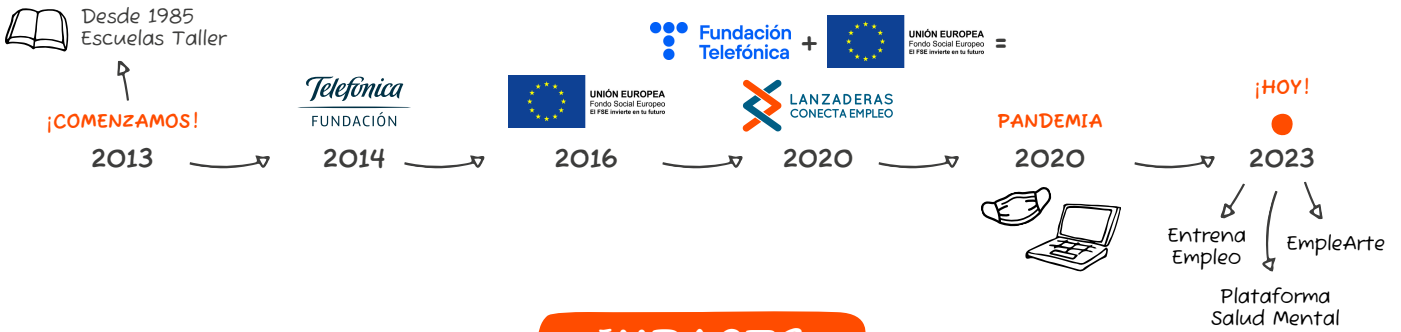 Desde 1985
Escuelas Taller
¡COMENZAMOS!
2013
Telefónica
FUNDACIÓN
2014
UNIÓN EUROPEA
Fondo Social Europeo
El FSE invierte en tu futuro
2016
Fundación
Telefónica
+
UNIÓN EUROPEA
Fondo Social Europeo
El FSE invierte en tu futuro
=
LANZADERAS
CONECTA EMPLEO
2020
PANDEMIA
2020
¡HOY!
2023
Entrena
Empleo
EmpleArte
Plataforma
Salud Mental